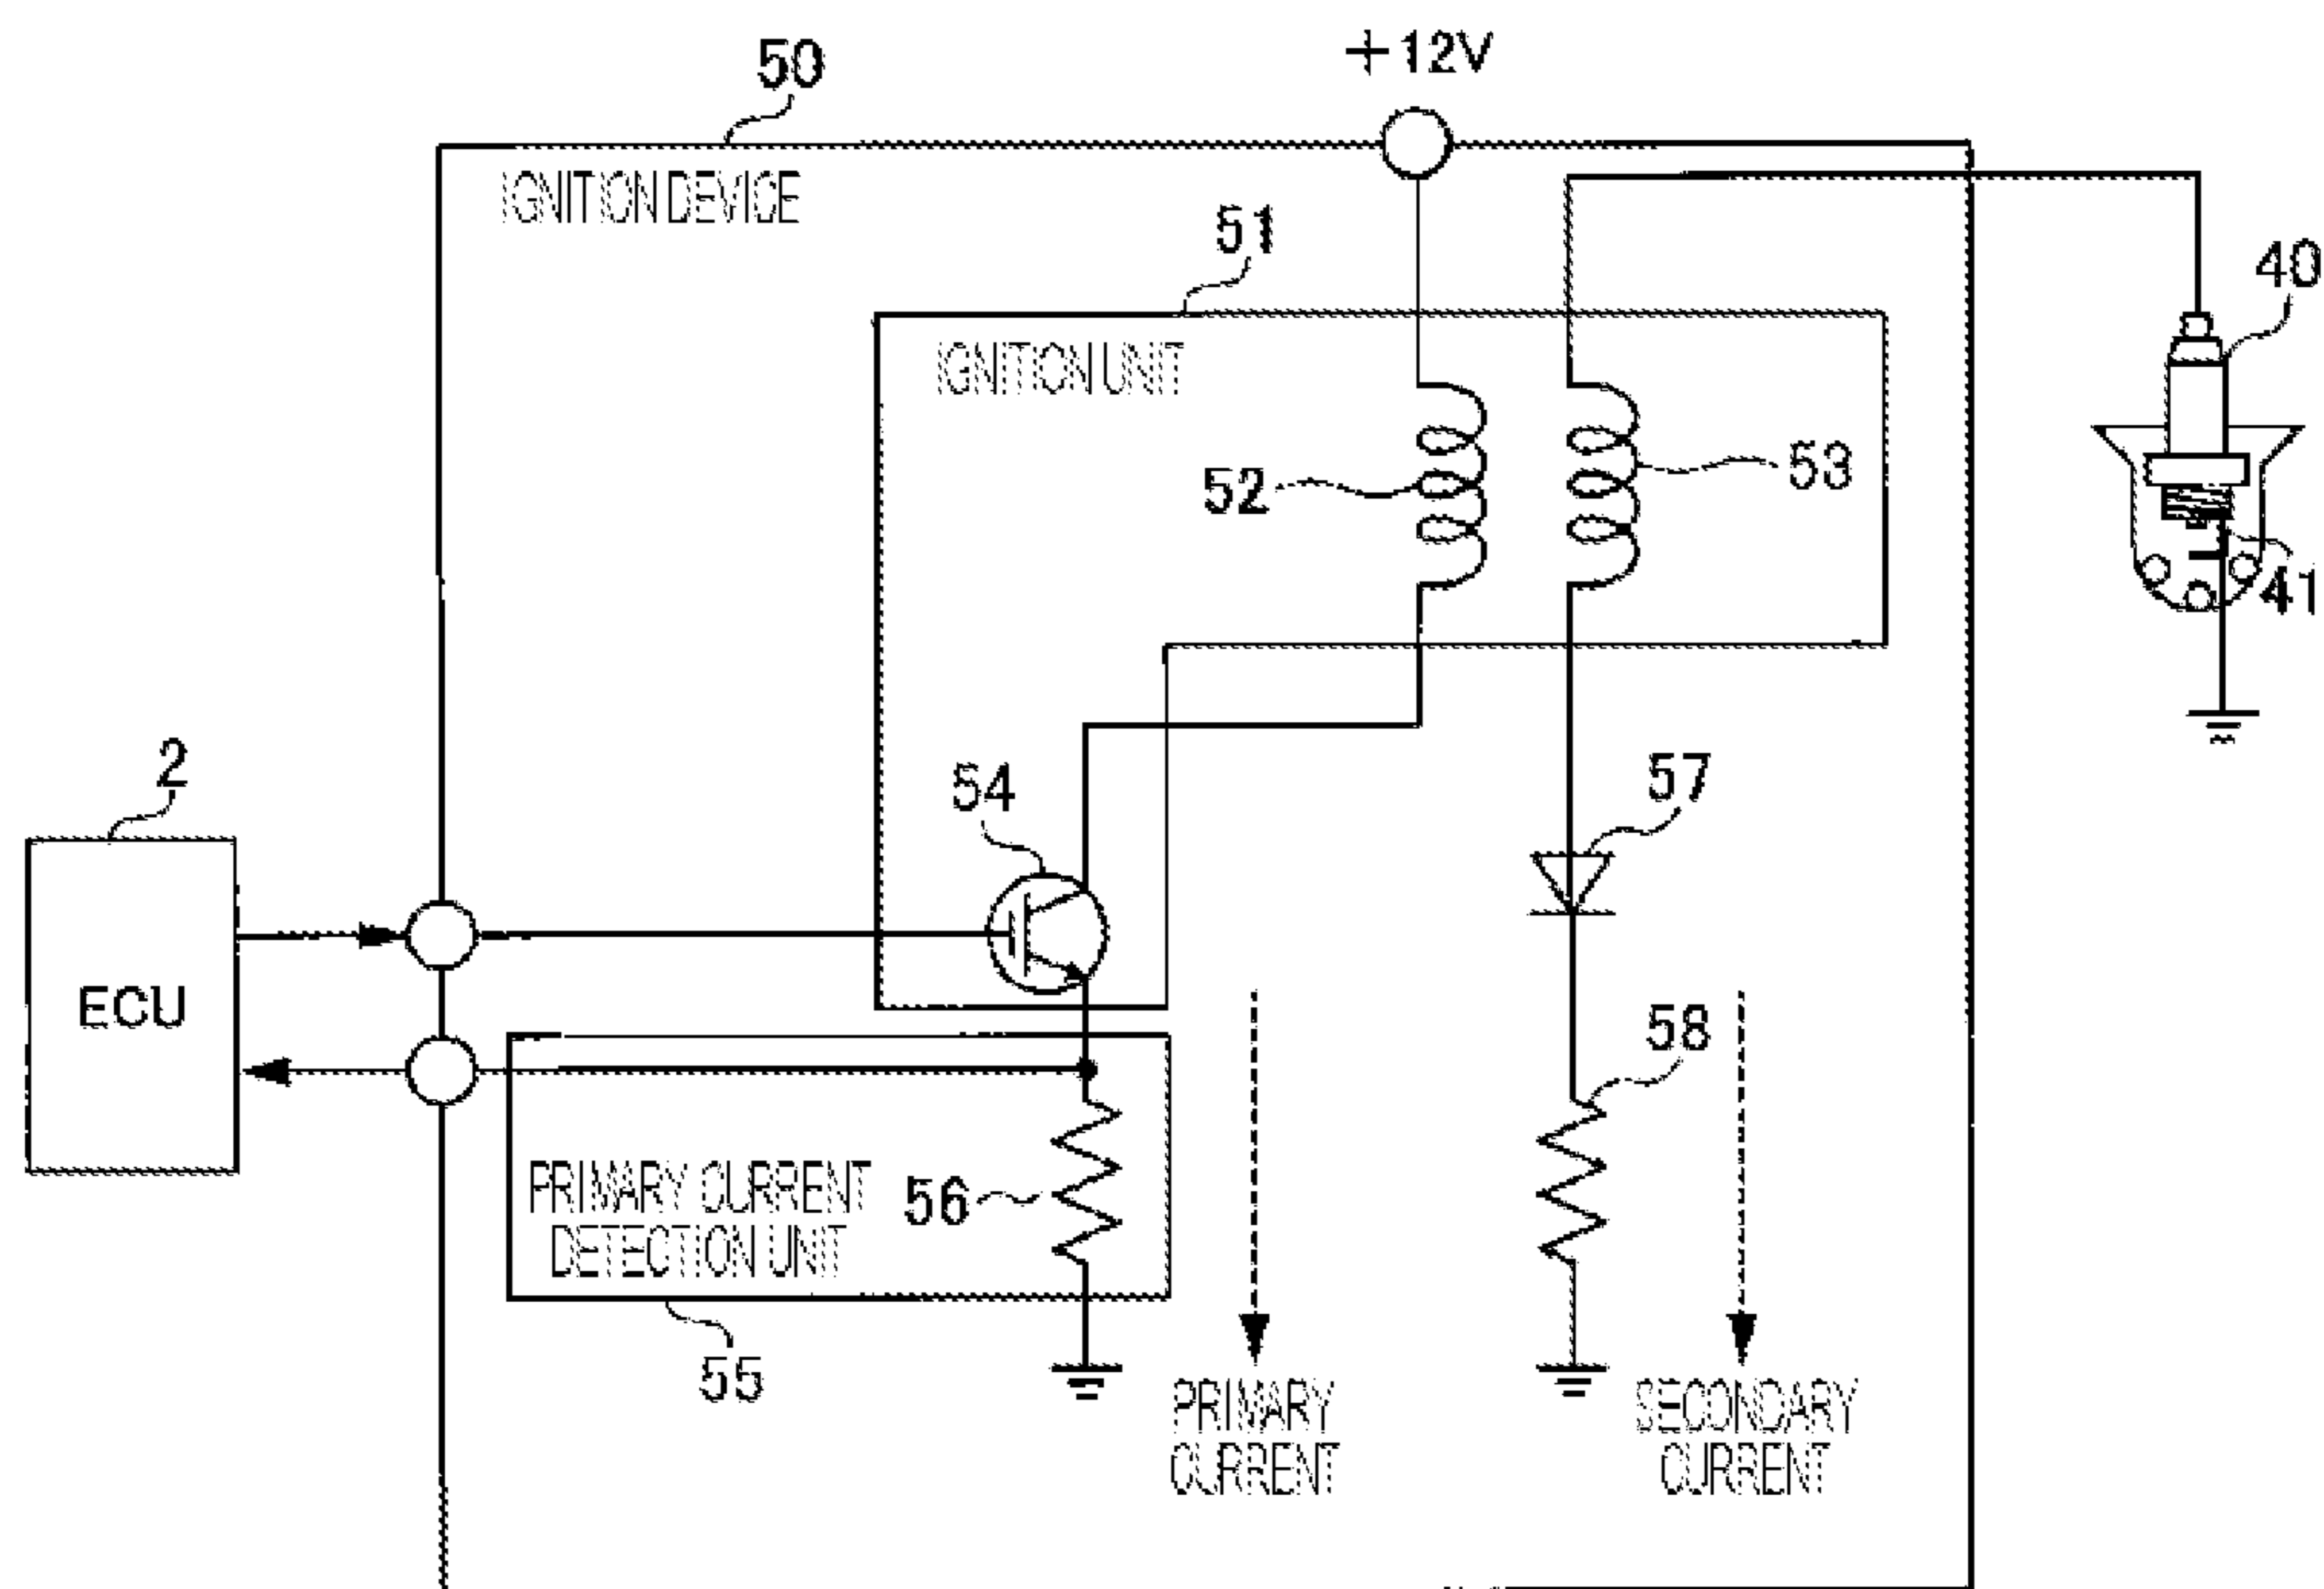 50
+12V
IGNITION DEVICE
51
40
IGNITION UNIT
52
53
41
2
54
57
ECU
58
PRIMARY CURRENT
DETECTION UNIT
56
55
PRIMARY
CURRENT
SECONDARY
CURRENT